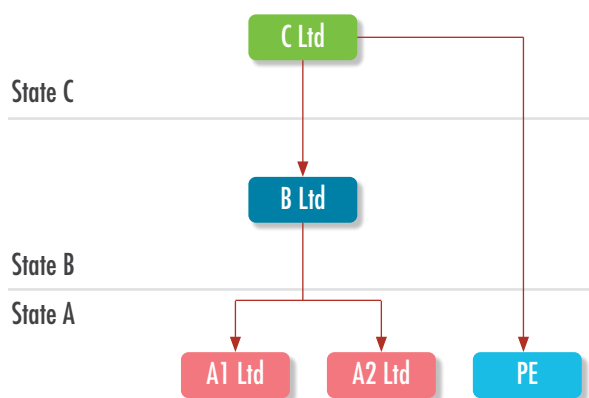 C Ltd
State C
B Ltd
State B
State A
A1 Ltd
A2 Ltd
PE